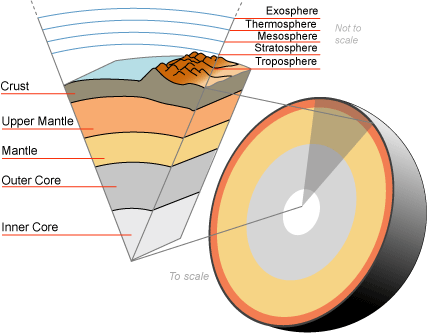 Exosphere
Thermosphere
Mesosphere
Stratosphere
Troposphere
Not to
scale
Crust
Upper Mantle
Mantle
Outer Core
Inner Core
To scale